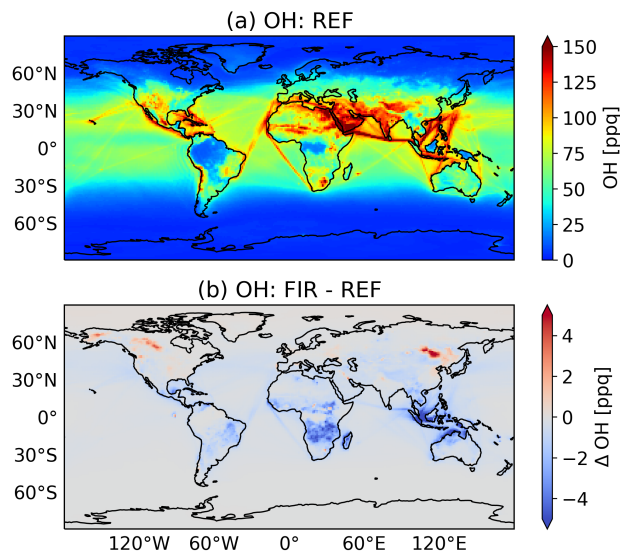 (a) OH: REF
60°N
30°N
0°
30°S
60°S
150
125
100
75
50
25
0
OH [ppq]
(b) OH: FIR - REF
60°N
30°N
0°
30°S
60°S
120°W
60°W
0°
60°E
120°E
4
2
0
−2
−4
Δ OH [ppq]